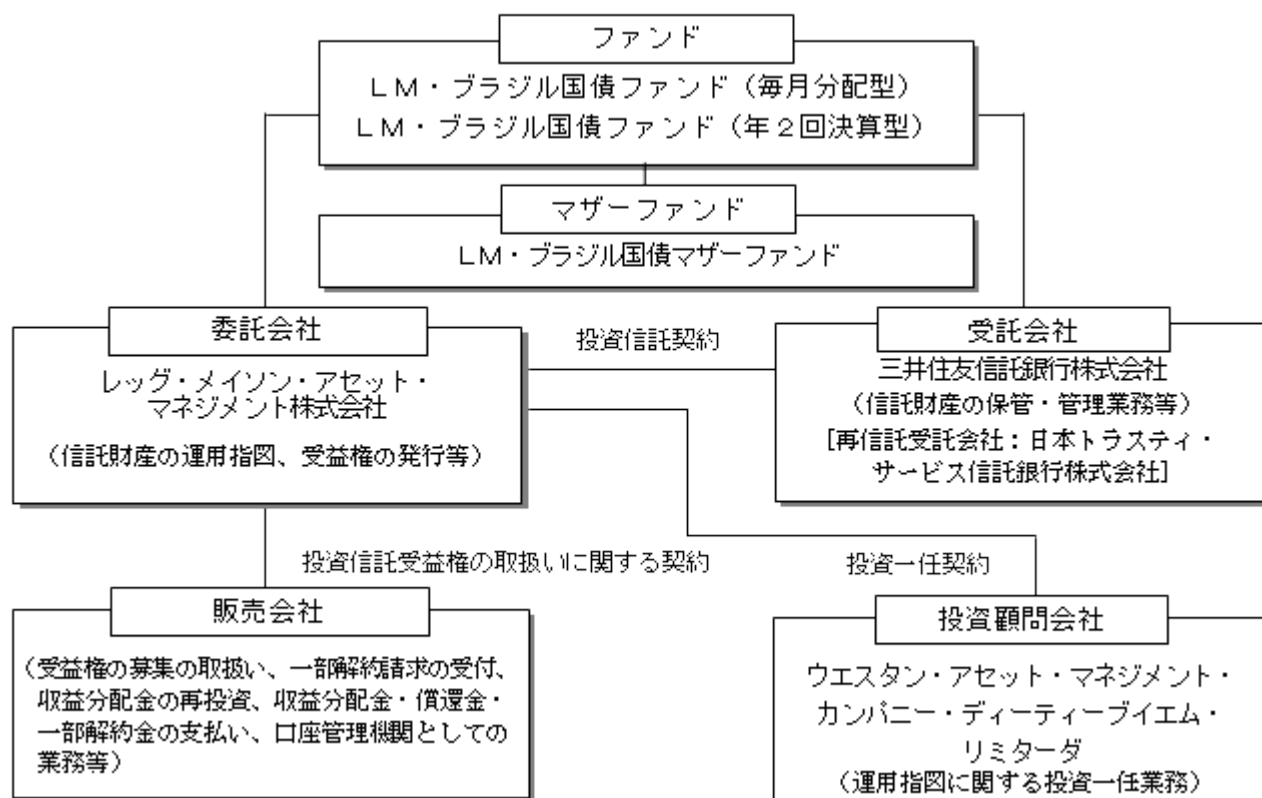 ファンド
LM・ブラジル国債ファンド（毎月分配型）
LM・ブラジル国債ファンド（年2回決算型）
マザーファンド
LM・ブラジル国債マザーファンド
委託会社
レッグ・メイソン・アセット・
マネジメント株式会社
（信託財産の運用指図、受益権の発行等）
投資信託契約
受託会社
三井住友信託銀行株式会社
（信託財産の保管・管理業務等）
[再信託受託会社：日本トラスティ・
サービス信託銀行株式会社]
投資信託受益権の取扱いに関する契約
投資一任契約
販売会社
（受益権の募集の取扱い、一部解約請求の受付、
収益分配金の再投資、収益分配金・償還金・
一部解約金の支払い、口座管理機関としての
業務等）
投資顧問会社
ウエスタン・アセット・マネジメント・
カンパニー・ディーティーブイエム・
リミターダ
（運用指図に関する投資一任業務）